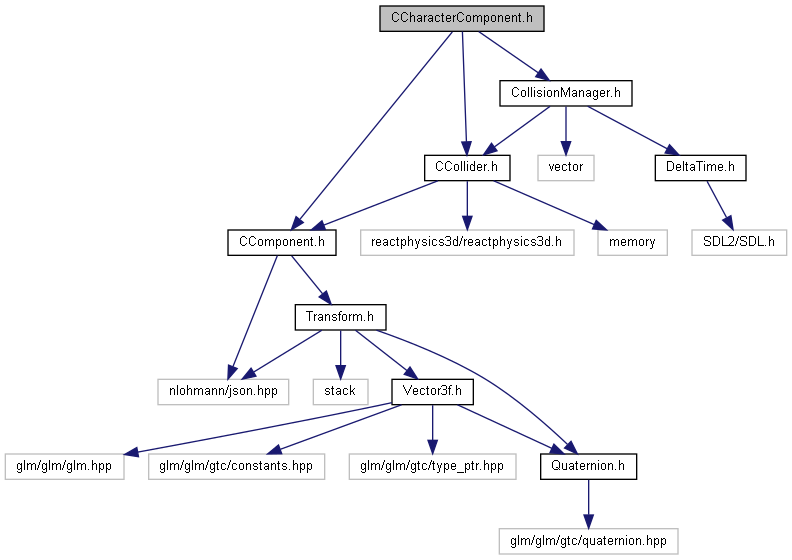 CCharacterComponent.h
CollisionManager.h
CCollider.h
vector
DeltaTime.h
CComponent.h
reactphysics3d/reactphysics3d.h
memory
SDL2/SDL.h
Transform.h
nlohmann/json.hpp
stack
Vector3f.h
glm/glm/glm.hpp
glm/glm/gtc/constants.hpp
glm/glm/gtc/type_ptr.hpp
Quaternion.h
glm/glm/gtc/quaternion.hpp